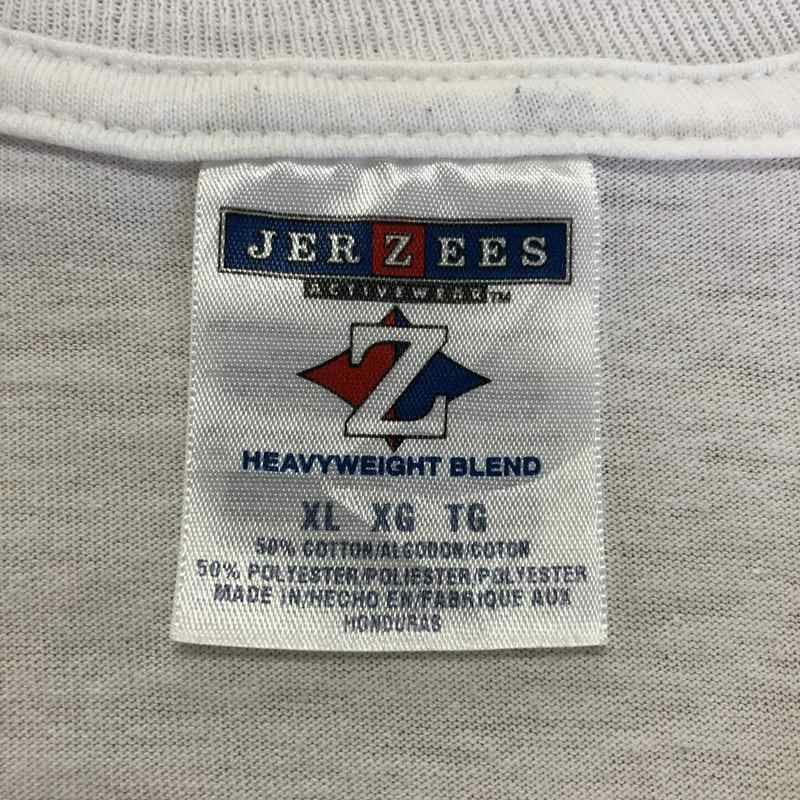 JERZEES
ACTIVEWEAR™
Z
HEAVYWEIGHT BLEND
XL XG TG
50% COTTON/ALGODON/COTON
50% POLYESTER/POLIESTER/POLYESTER
MADE IN/HECHO EN/FABRIQUE AUX
HONDURAS